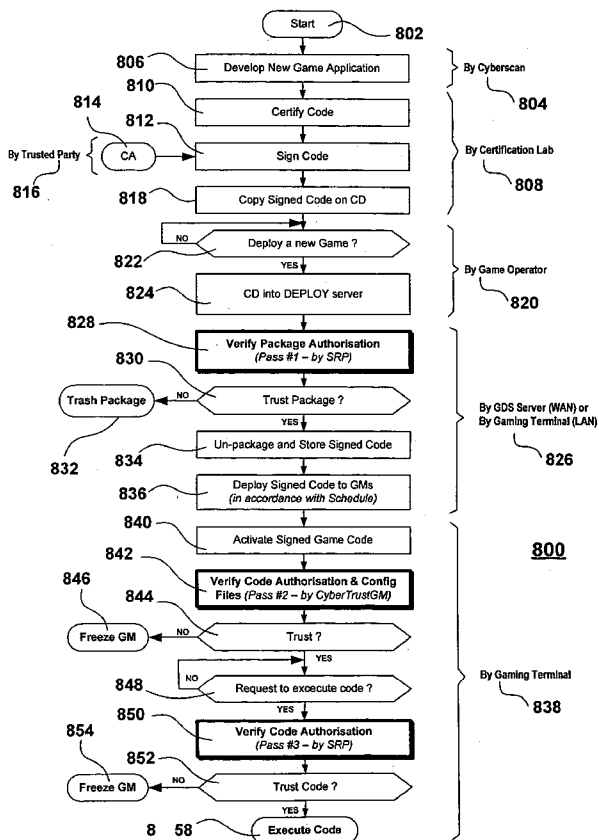 Start
802
806
Develop New Game Application
By Cyberscan
804
810
Certify Code
814
812
By Trusted Party
CA
Sign Code
By Certification Lab
816
808
818
Copy Signed Code on CD
NO
Deploy a new Game ?
822
YES
By Game Operator
824
CD into DEPLOY server
820
828
Verify Package Authorisation
(Pass #1 – by SRP)
830
Trash Package
NO
Trust Package ?
YES
By GDS Server (WAN) or
By Gaming Terminal (LAN)
832
834
Un-package and Store Signed Code
826
836
Deploy Signed Code to GMs
(in accordance with Schedule)
840
Activate Signed Game Code
800
842
Verify Code Authorisation & Config
Files (Pass #2 – by CyberTrustGM)
846
844
Freeze GM
NO
Trust ?
YES
NO
848
Request to excecute code ?
By Gaming Terminal
838
YES
850
Verify Code Authorisation
(Pass #3 – by SRP)
854
852
Freeze GM
NO
Trust Code ?
YES
8 58
Execute Code